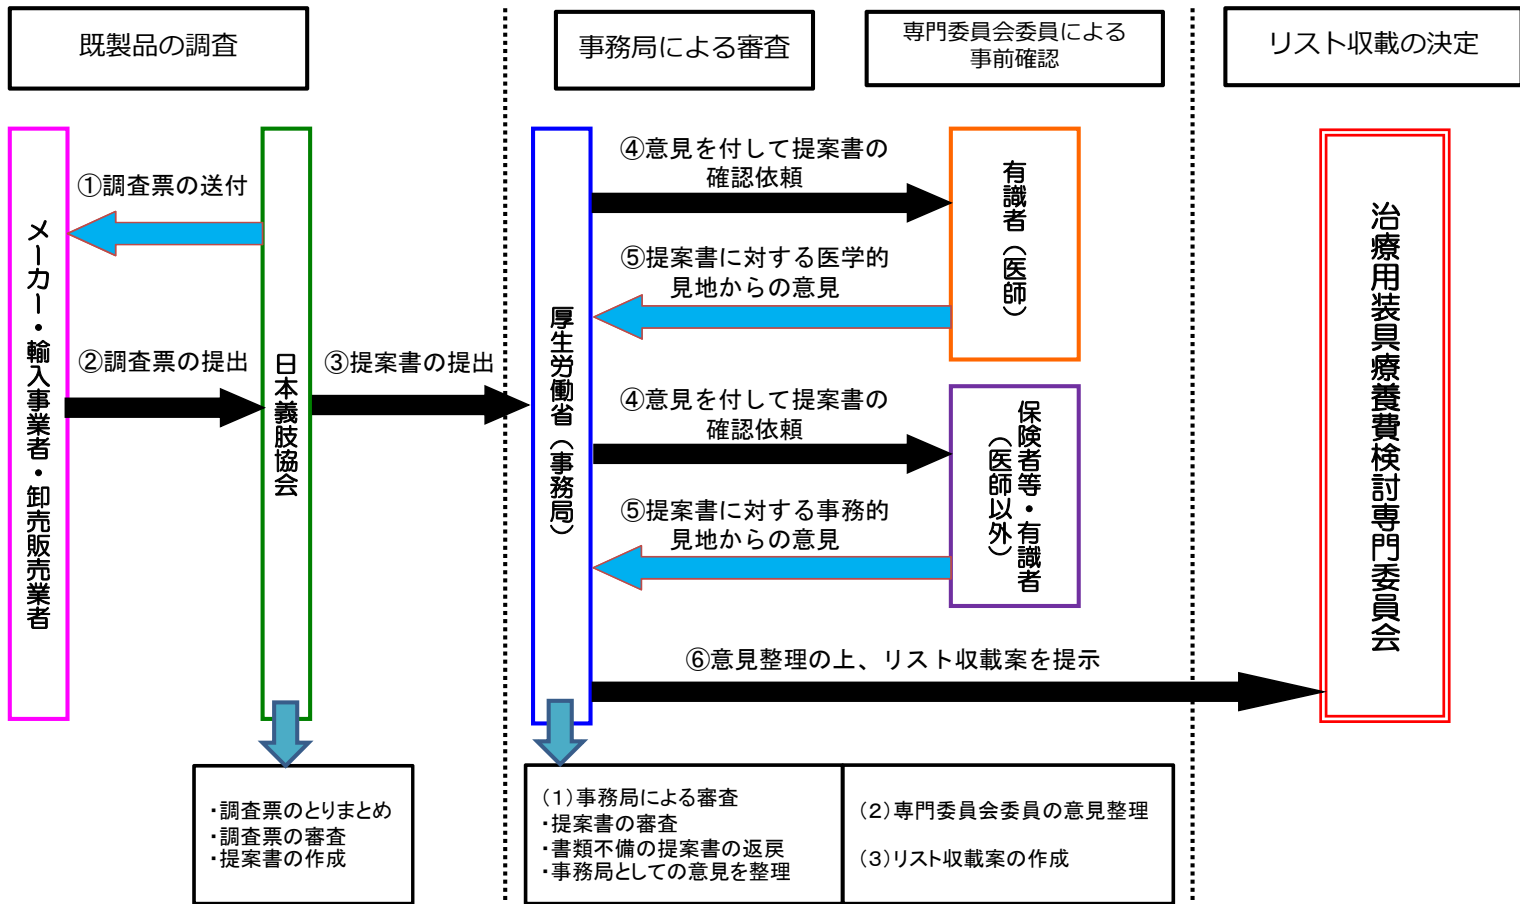 既製品の調査
事務局による審査
専門委員会委員による
事前確認
リスト収載の決定
メーカー・輸入事業者・卸売販売業者
①調査票の送付
②調査票の提出
日本義肢協会
③提案書の提出
厚生労働省（事務局）
④意見を付して提案書の
確認依頼
⑤提案書に対する医学的
見地からの意見
有識者（医師）
④意見を付して提案書の
確認依頼
⑤提案書に対する事務的
見地からの意見
保険者等・有識者
（医師以外）
⑥意見整理の上、リスト収載案を提示
治療用装具療養費検討専門委員会
・調査票のとりまとめ
・調査票の審査
・提案書の作成
（１）事務局による審査
・提案書の審査
・書類不備の提案書の返戻
・事務局としての意見を整理
（２）専門委員会委員の意見整理
（３）リスト収載案の作成